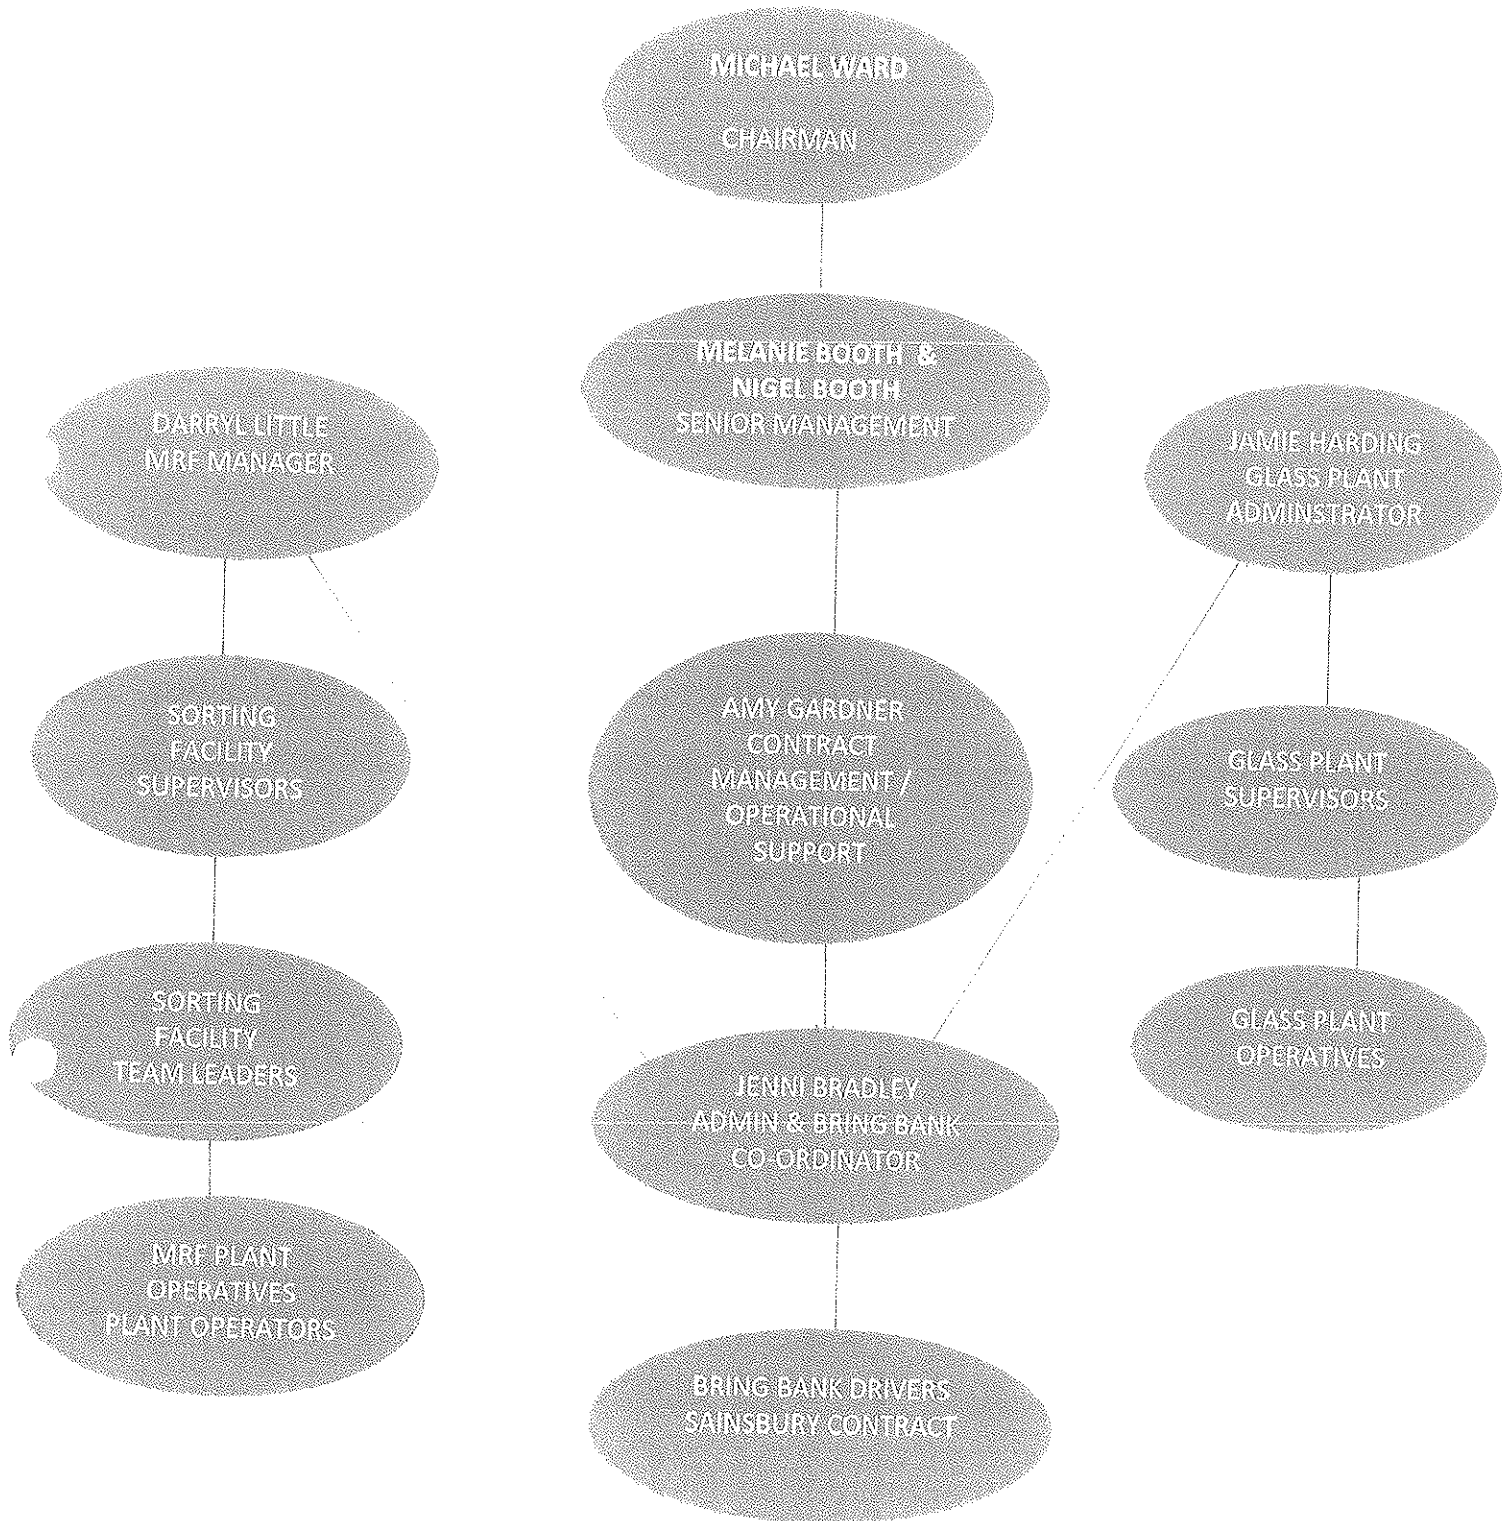 MICHAEL WARD
CHAIRMAN
MELANIE BOOTH &
NIGEL BOOTH
SENIOR MANAGEMENT
DARRYL LITTLE
MRF MANAGER
JAMIE HARDING
GLASS PLANT
ADMINSTRATOR
SORTING
FACILITY
SUPERVISORS
AMY GARDNER
CONTRACT
MANAGEMENT /
OPERATIONAL
SUPPORT
GLASS PLANT
SUPERVISORS
SORTING
FACILITY
TEAM LEADERS
JENNI BRADLEY
ADMIN & BRING BANK
CO-ORDINATOR
GLASS PLANT
OPERATIVES
MRF PLANT
OPERATIVES
PLANT OPERATORS
BRING BANK DRIVERS
SAINSBURY CONTRACT